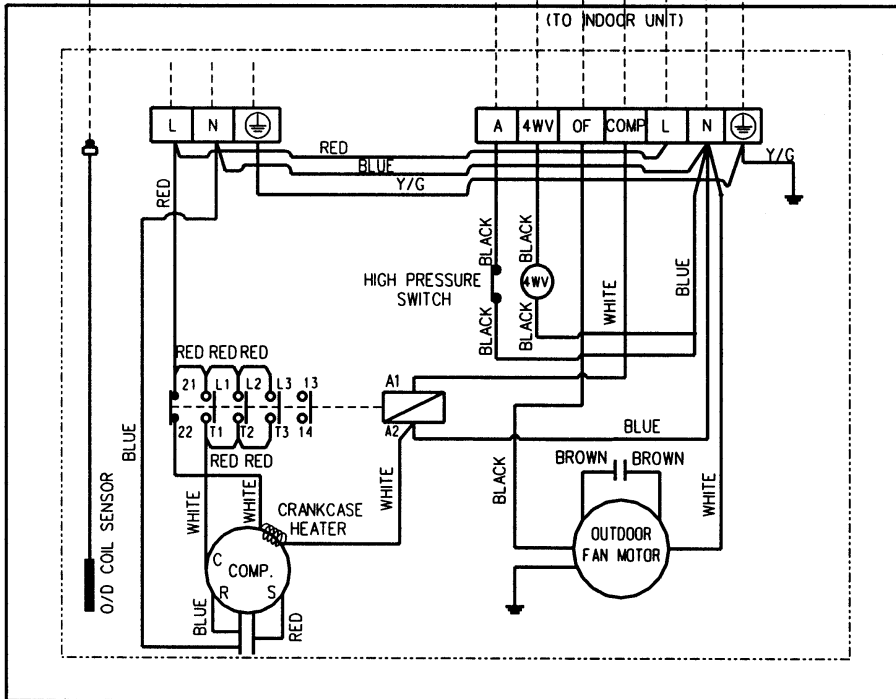 (TO INDOOR UNIT)
L N
A 4WV OF COMP L N
RED
BLUE
Y/G
Y/G
RED
BLACK
BLACK
HIGH PRESSURE
SWITCH
4WV
WHITE
BLUE
BLACK
BLACK
RED RED RED
21 L1 L2 L3 13
22 T1 T2 T3 14
RED RED
A1
A2
BLUE
BLUE
WHITE
WHITE
WHITE
CRANKCASE
HEATER
BLACK
BROWN BROWN
WHITE
OUTDOOR
FAN MOTOR
O/D COIL SENSOR
C
COMP.
R S
BLUE
RED